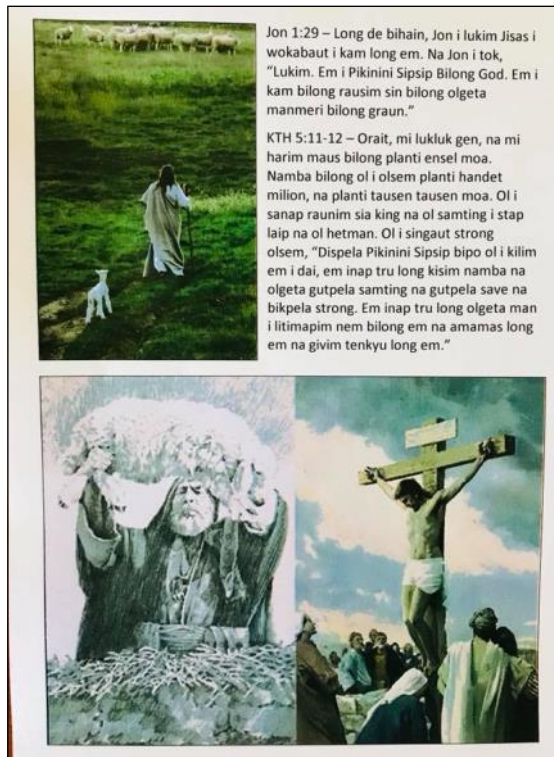 Jon 1:29 – Long de bihain, Jon i lukim Jisas i
wokabaut i kam long em. Na Jon i tok,
“Lukim. Em i Pikinini Sipsip Bilong God. Em i
kam bilong rausim sin bilong olgeta
manmeri bilong graun.”
KTH 5:11-12 – Orait, mi lukluk gen, na mi
harim maus bilong planti ensel moa.
Namba bilong ol i olsem planti handet
milion, na planti tausen tausen moa. Ol i
sanap raunim sia king na ol samting i stap
laip na ol hetman. Ol i singaut strong
olsem, “Dispela Pikinini Sipsip bipo ol i kilim
em i dai, em inap tru long kisim namba na
olgeta gutpela samting na gutpela save na
bikpela strong. Em inap tru long olgeta man
i litimapim nem bilong em na amamas long
em na givim tenkyu long em.”